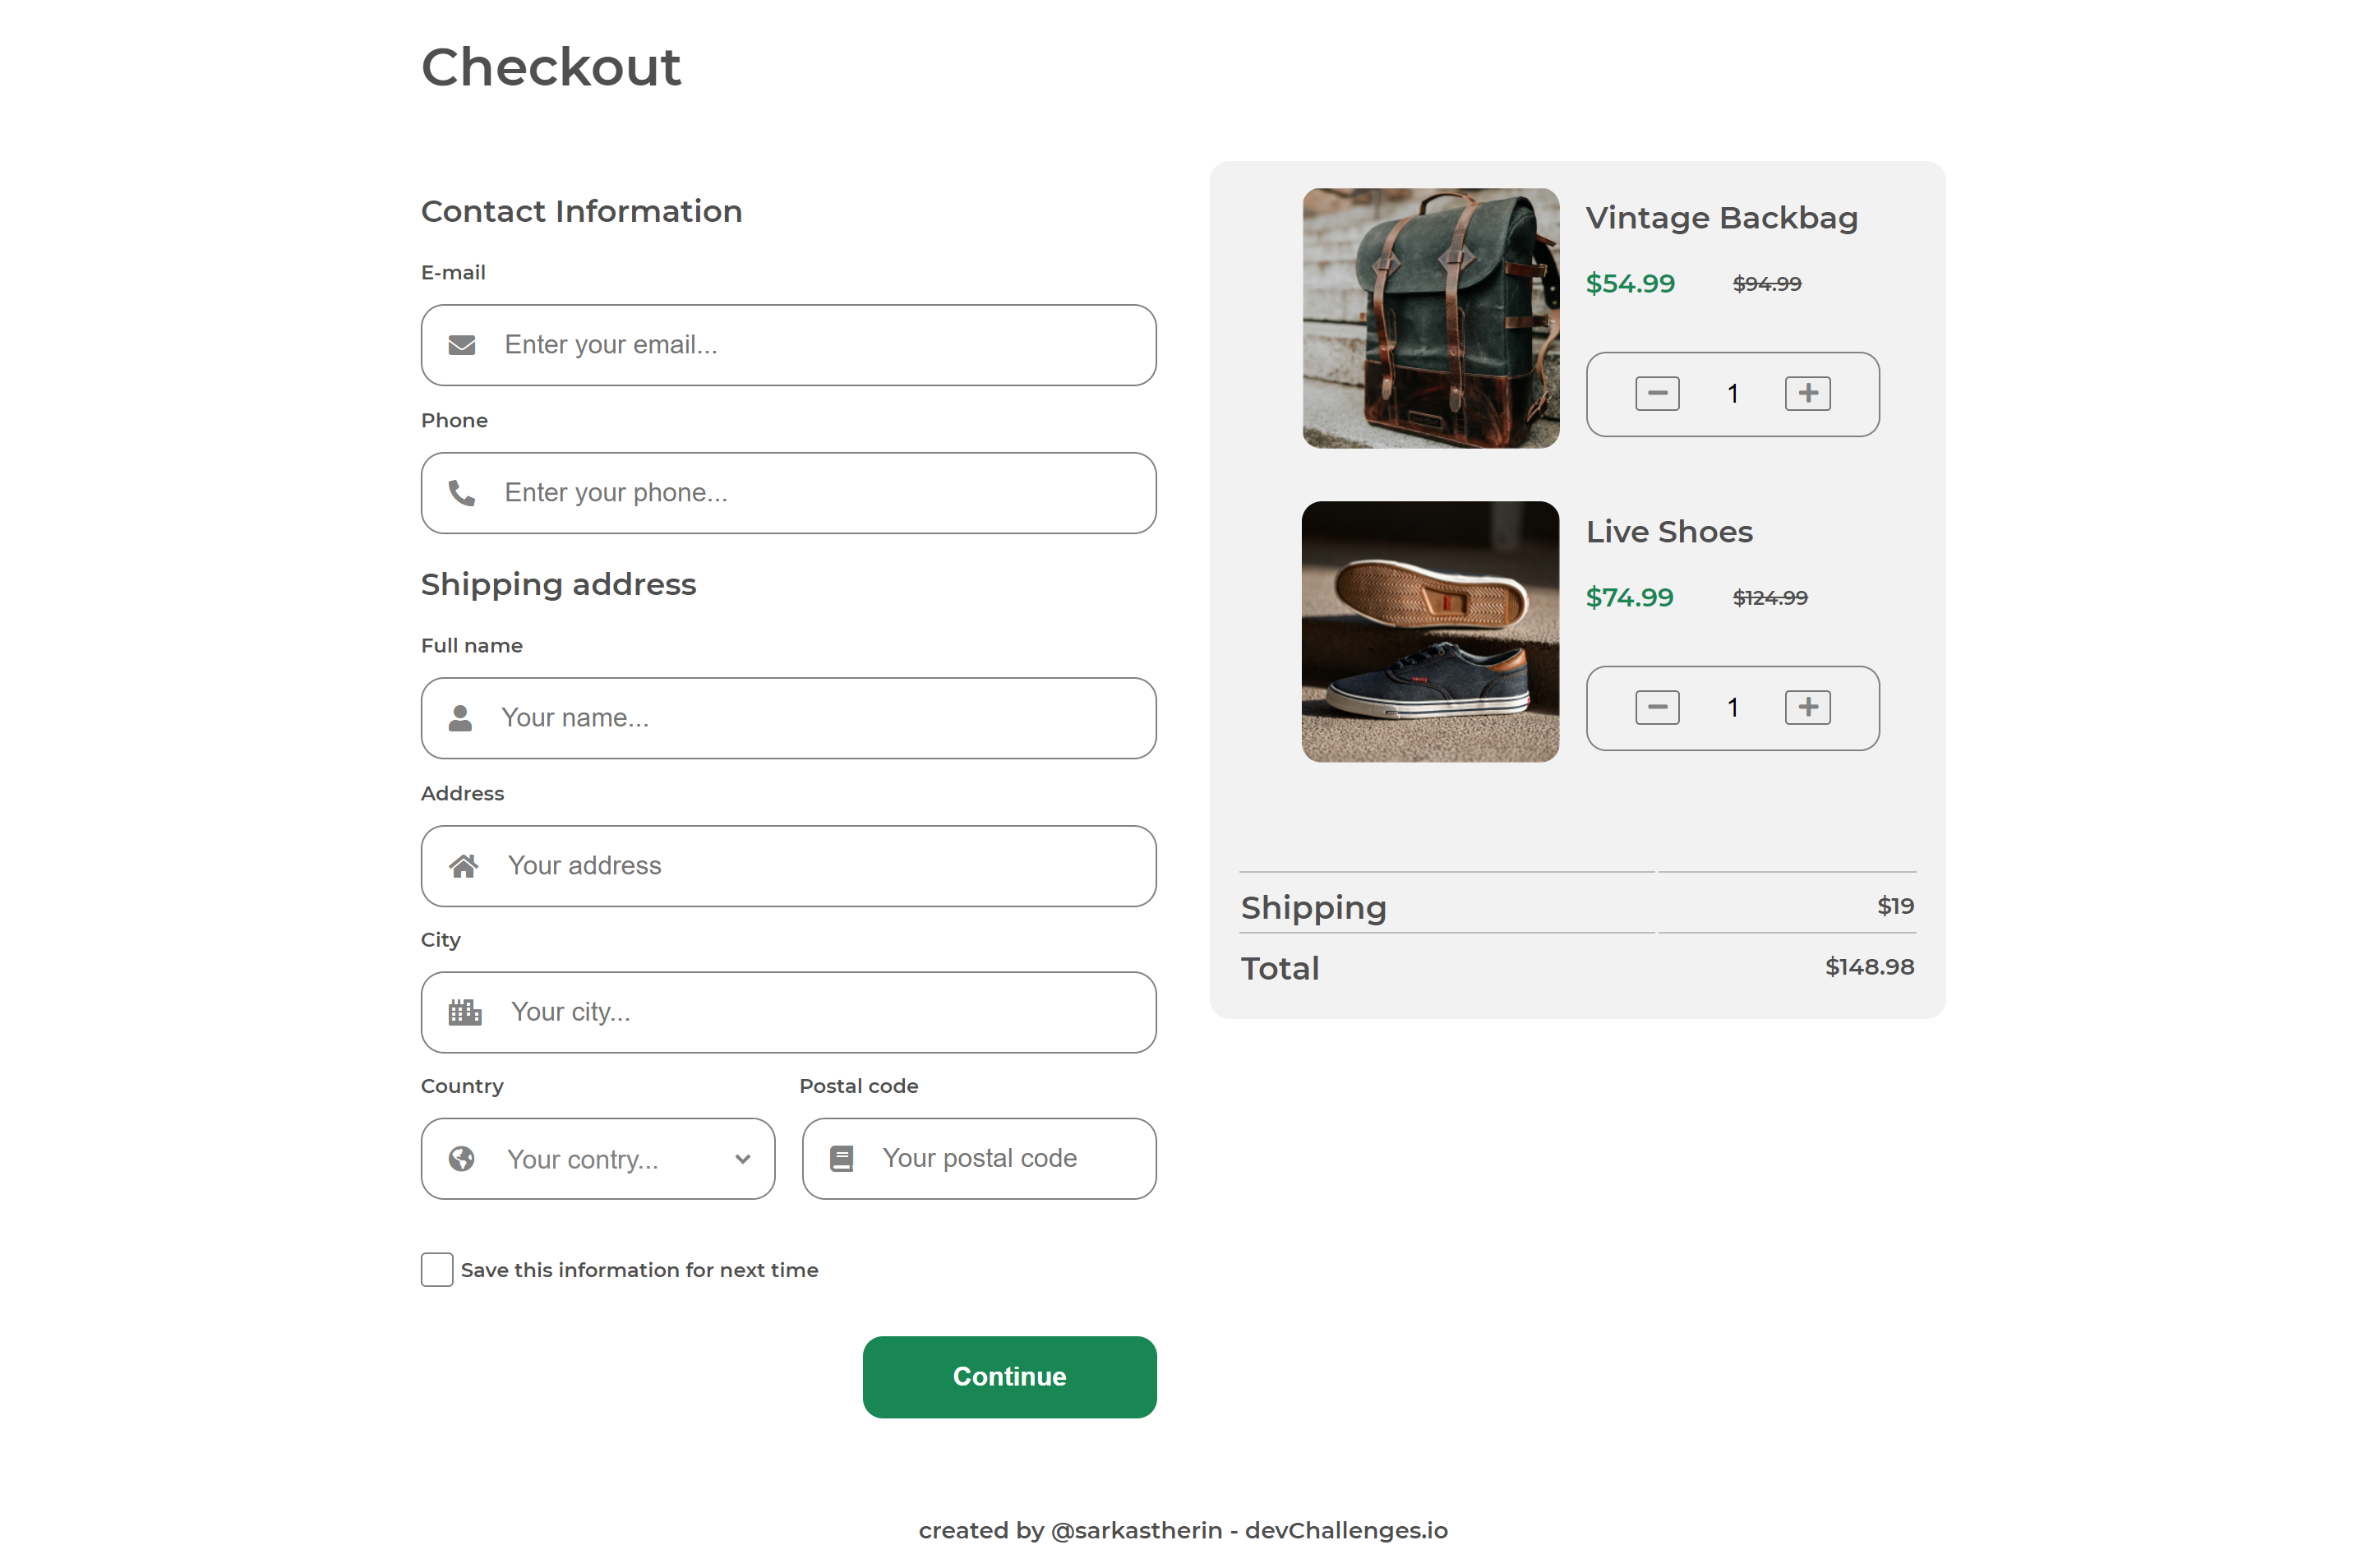 Checkout
Contact Information
E-mail
Enter your email...
Phone
Enter your phone...
Shipping address
Full name
Your name...
Address
Your address
City
Your city...
Country
Your contry...
Postal code
Your postal code
Save this information for next time
Continue
Vintage Backbag
$54.99 $94.99
1
Live Shoes
$74.99 $124.99
1
Shipping $19
Total $148.98
created by @sarkastherin - devChallenges.io